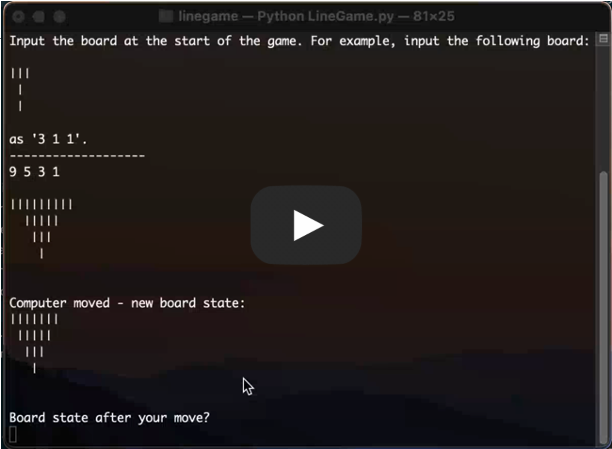 linegame — Python LineGame.py — 81×25
Input the board at the start of the game. For example, input the following board:
|||
|
|
as '3 1 1'.
-------------------
9 5 3 1
|||||||||
|||||
|||
|
Computer moved - new board state:
|||||||
|||||
|||
|
Board state after your move?